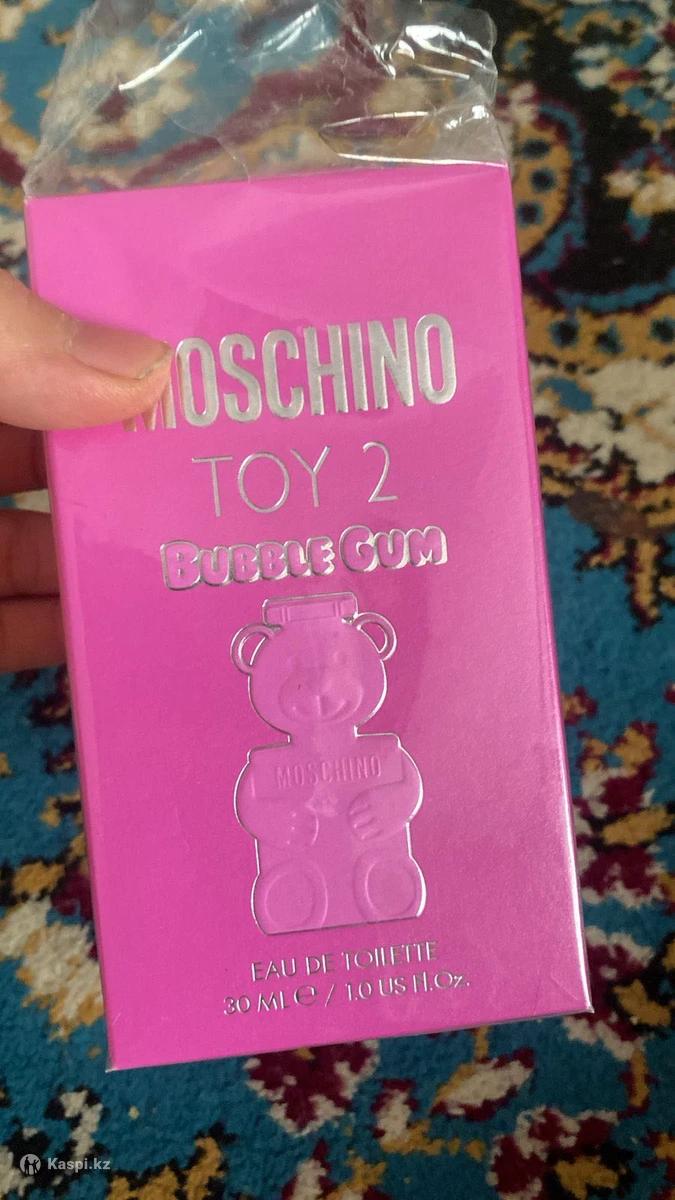 MOSCHINO
TOY 2
BUBBLE GUM
MOSCHINO
EAU DE TOILETTE
30 ML ℮ / 1.0 US Fl.Oz.
Kaspi.kz